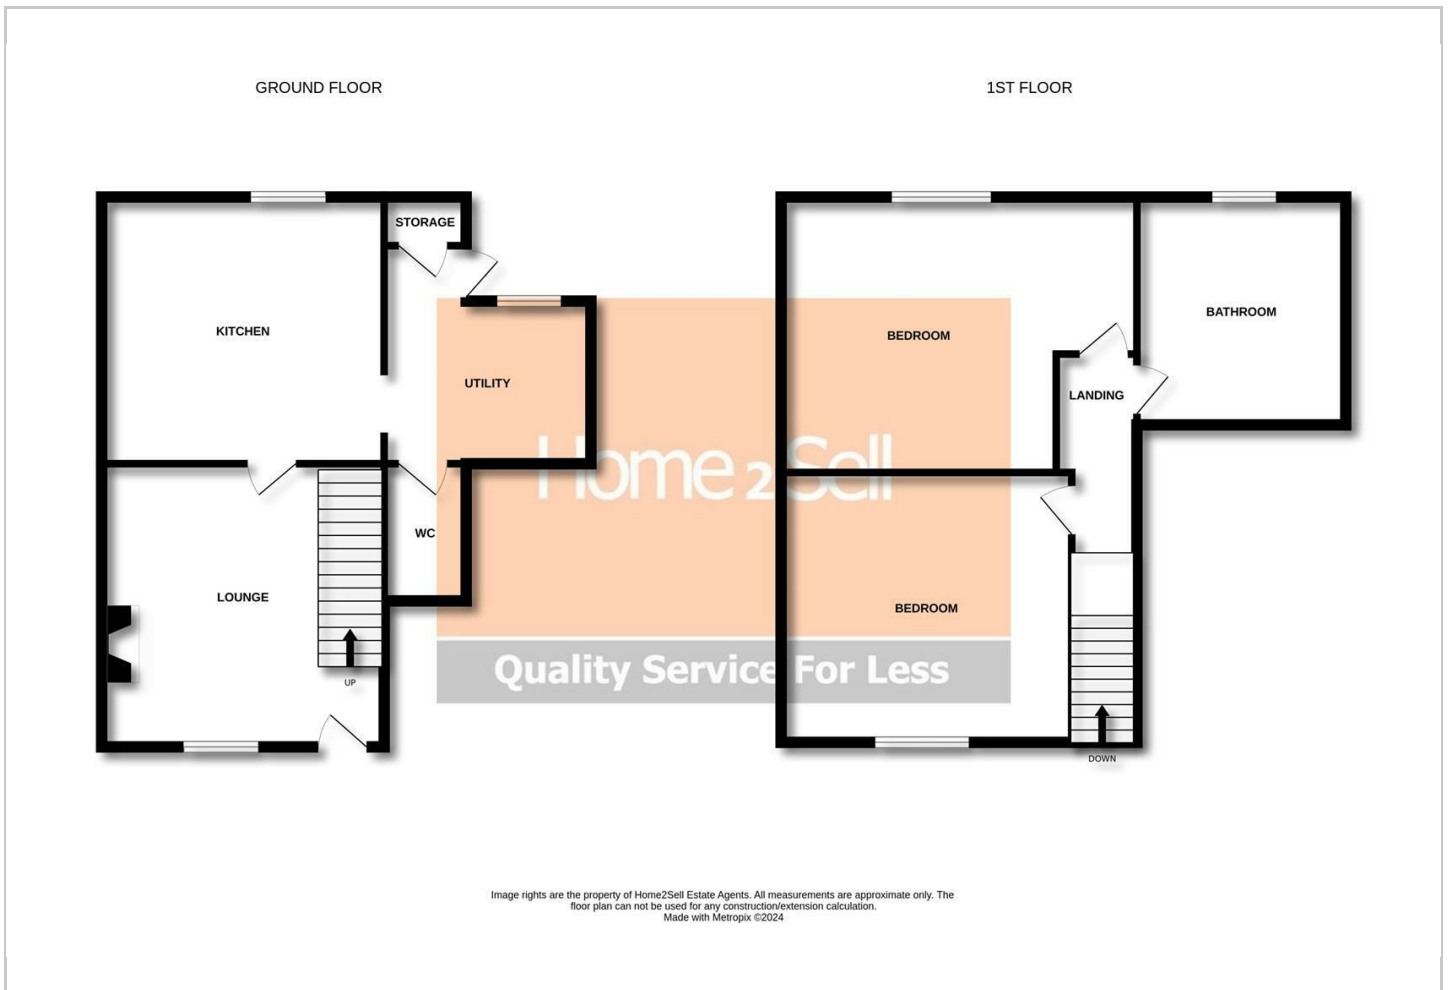 GROUND FLOOR
1ST FLOOR
STORAGE
KITCHEN
UTILITY
WC
LOUNGE
UP
BEDROOM
BATHROOM
LANDING
BEDROOM
DOWN
Home2Sell
Quality Service For Less
Image rights are the property of Home2Sell Estate Agents. All measurements are approximate only. The
floor plan can not be used for any construction/extension calculation.
Made with Metropix ©2024